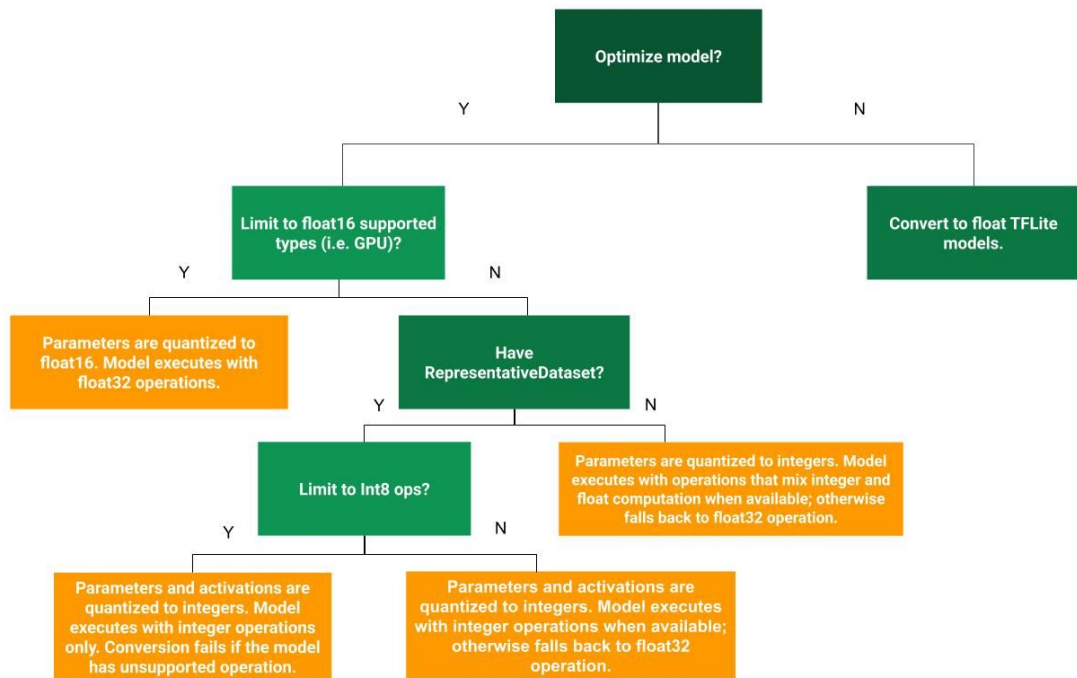 Optimize model?
Y
N
Limit to float16 supported
types (i.e. GPU)?
Convert to float TFLite
models.
Y
N
Parameters are quantized to
float16. Model executes with
float32 operations.
Have
RepresentativeDataset?
Y
N
Limit to Int8 ops?
Parameters are quantized to integers. Model
executes with operations that mix integer and
float computation when available; otherwise
falls back to float32 operation.
Y
N
Parameters and activations are
quantized to integers. Model
executes with integer operations
only. Conversion fails if the model
has unsupported operation.
Parameters and activations are
quantized to integers. Model executes
with integer operations when available;
otherwise falls back to float32
operation.